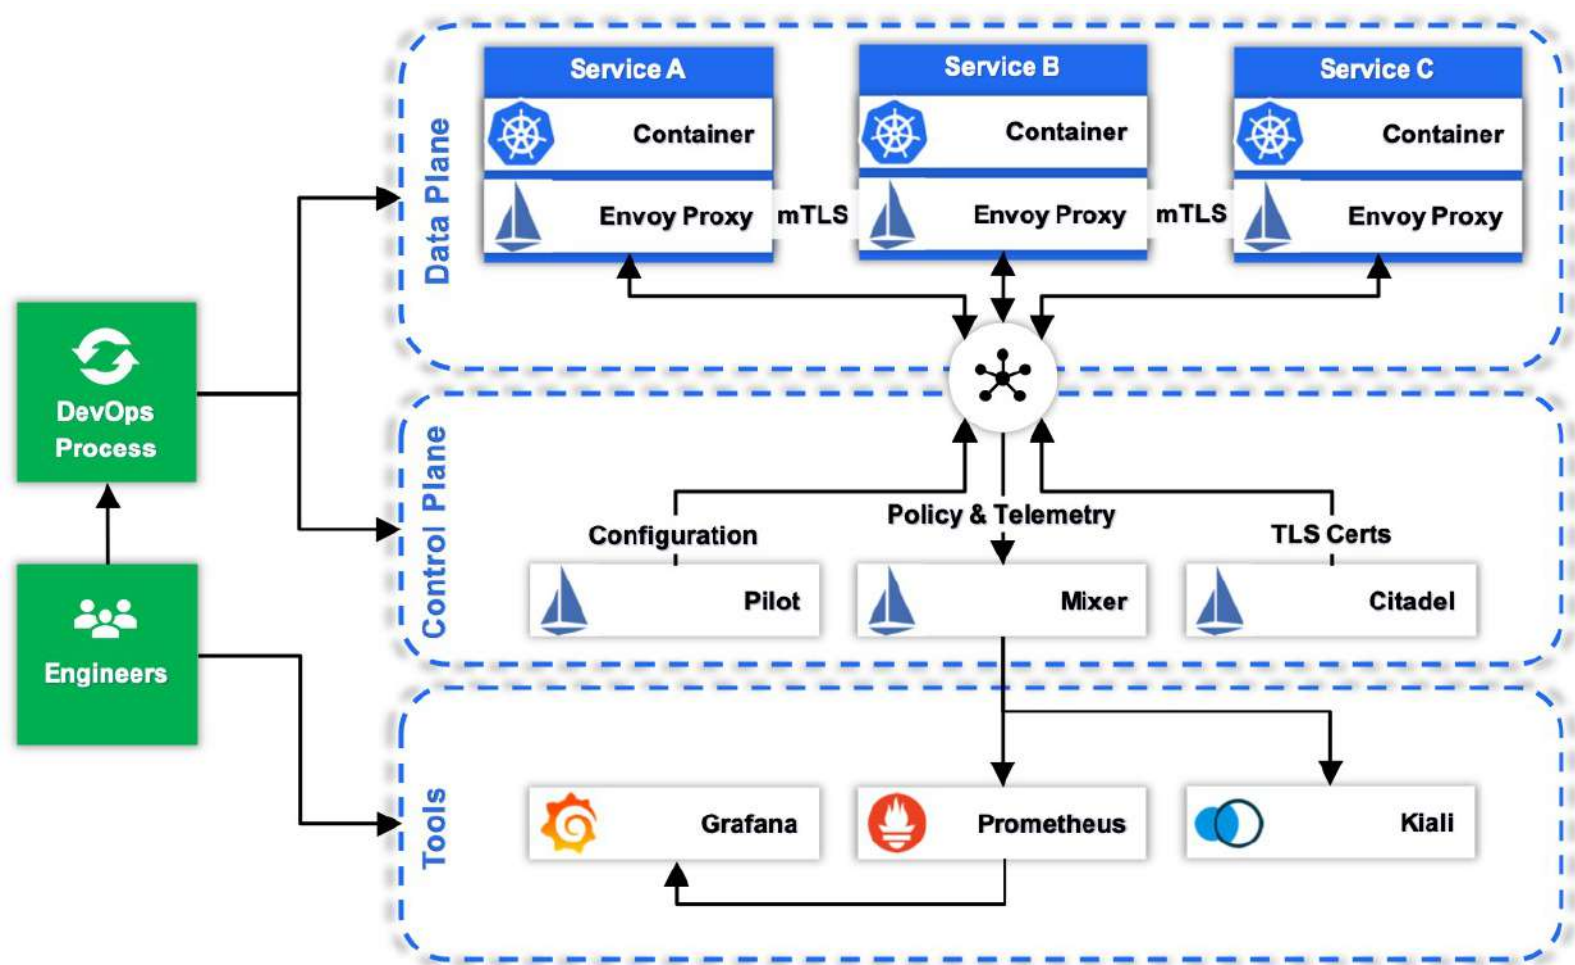 Data Plane
Service A
Container
Envoy Proxy
mTLS
Service B
Container
Envoy Proxy
mTLS
Service C
Container
Envoy Proxy
DevOps
Process
Engineers
Control Plane
Configuration
Policy & Telemetry
TLS Certs
Pilot
Mixer
Citadel
Tools
Grafana
Prometheus
Kiali